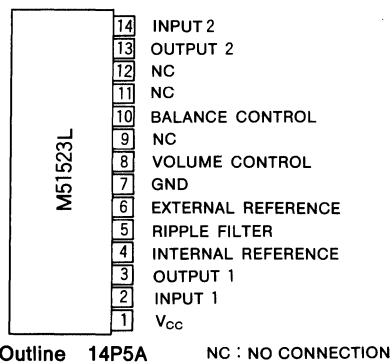 14 INPUT 2
13 OUTPUT 2
12 NC
11 NC
10 BALANCE CONTROL
9 NC
8 VOLUME CONTROL
7 GND
6 EXTERNAL REFERENCE
5 RIPPLE FILTER
4 INTERNAL REFERENCE
3 OUTPUT 1
2 INPUT 1
1 VCC
M51523L
Outline 14P5A NC : NO CONNECTION